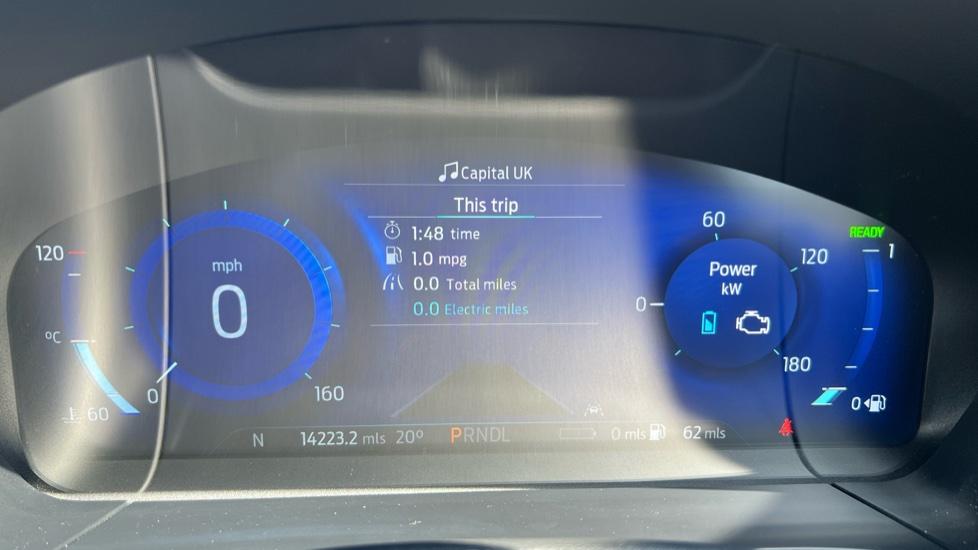 Capital UK
This trip
1:48 time
1.0 mpg
0.0 Total miles
0.0 Electric miles
120
°C
60
mph
0
0
160
Power
kW
0
60
120
180
READY
1
0
N 14223.2 mls 20° PRNDL 0 mls 62 mls